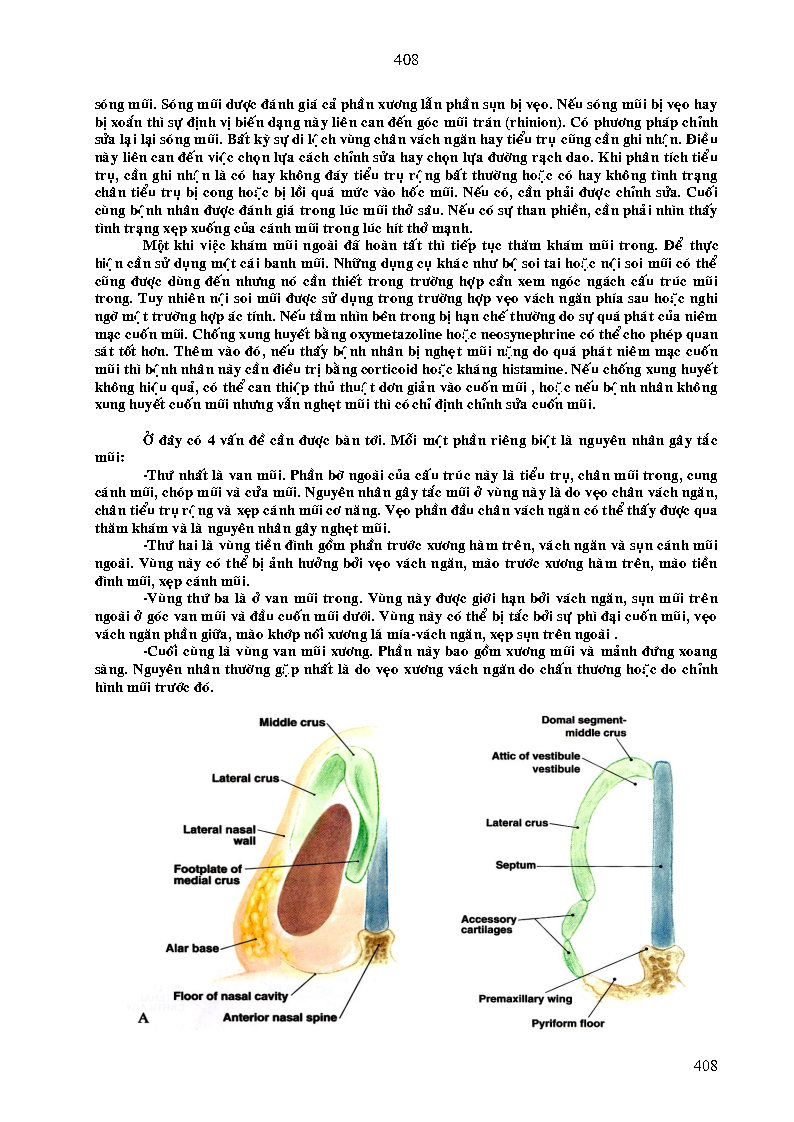 408
sóng mũi. Sóng mũi được đánh giá cả phần xương lẫn phần sụn bị vẹo. Nếu sóng mũi bị vẹo hay
bị xoắn thì sự định vị biến dạng này liên can đến góc mũi trán (rhinion). Có phương pháp chỉnh
sửa lại lại sóng mũi. Bất kỳ sự di lệch vùng chân vách ngăn hay tiểu trụ cũng cần ghi nhận. Điều
này liên can đến việc chọn lựa cách chỉnh sửa hay chọn lựa đường rạch dao. Khi phân tích tiểu
trụ, cần ghi nhận là có hay không đáy tiểu trụ rộng bất thường hoặc có hay không tình trạng
chân tiểu trụ bị cong hoặc bị lồi quá mức vào hốc mũi. Nếu có, cần phải được chỉnh sửa. Cuối
cùng bệnh nhân được đánh giá trong lúc mũi thở sâu. Nếu có sự than phiền, cần phải nhìn thấy
tình trạng xẹp xuống của cánh mũi trong lúc hít thở mạnh.
Một khi việc khám mũi ngoài đã hoàn tất thì tiếp tục thăm khám mũi trong. Để thực
hiện cần sử dụng một cái banh mũi. Những dụng cụ khác như bộ soi tai hoặc nội soi mũi có thể
cũng được dùng đến nhưng nó cần thiết trong trường hợp cần xem ngóc ngách cấu trúc mũi
trong. Tuy nhiên nội soi mũi được sử dụng trong trường hợp vẹo vách ngăn phía sau hoặc nghi
ngờ một trường hợp ác tính. Nếu tầm nhìn bên trong bị hạn chế thường do sự quá phát của niêm
mạc cuốn mũi. Chống xung huyết bằng oxymetazoline hoặc neosynephrine có thể cho phép quan
sát tốt hơn. Thêm vào đó, nếu thấy bệnh nhân bị nghẹt mũi nặng do quá phát niêm mạc cuốn
mũi thì bệnh nhân này cần điều trị bằng corticoid hoặc kháng histamine. Nếu chống xung huyết
không hiệu quả, có thể can thiệp thủ thuật đơn giản vào cuốn mũi , hoặc nếu bệnh nhân không
xung huyết cuốn mũi nhưng vẫn nghẹt mũi thì có chỉ định chỉnh sửa cuốn mũi.
Ở đây có 4 vấn đề cần được bàn tới. Mỗi một phần riêng biệt là nguyên nhân gây tắc
mũi:
-Thứ nhất là van mũi. Phần bờ ngoài của cấu trúc này là tiểu trụ, chân mũi trong, cung
cánh mũi, chóp mũi và cửa mũi. Nguyên nhân gây tắc mũi ở vùng này là do vẹo chân vách ngăn,
chân tiểu trụ rộng và xẹp cánh mũi cơ năng. Vẹo phần đầu chân vách ngăn có thể thấy được qua
thăm khám và là nguyên nhân gây nghẹt mũi.
-Thứ hai là vùng tiền đình gồm phần trước xương hàm trên, vách ngăn và sụn cánh mũi
ngoài. Vùng này có thể bị ảnh hưởng bởi vẹo vách ngăn, mào trước xương hàm trên, mào tiền
đình mũi, xẹp cánh mũi.
-Vùng thứ ba là ở van mũi trong. Vùng này được giới hạn bởi vách ngăn, sụn mũi trên
ngoài ở góc van mũi và đầu cuốn mũi dưới. Vùng này có thể bị tắc bởi sự phì đại cuốn mũi, vẹo
vách ngăn phần giữa, mào khớp nối xương lá mía-vách ngăn, xẹp sụn trên ngoài .
-Cuối cùng là vùng van mũi xương. Phần này bao gồm xương mũi và mảnh đứng xoang
sàng. Nguyên nhân thường gặp nhất là do vẹo xương vách ngăn do chấn thương hoặc do chỉnh
hình mũi trước đó.
Middle crus
Lateral crus
Lateral nasal
wall
Footplate of
medial crus
Alar base
Floor of nasal cavity
Anterior nasal spine
A
Domal segment-
middle crus
Attic of vestibule
vestibule
Lateral crus
Septum
Accessory
cartilages
Premaxillary wing
Pyriform floor
408